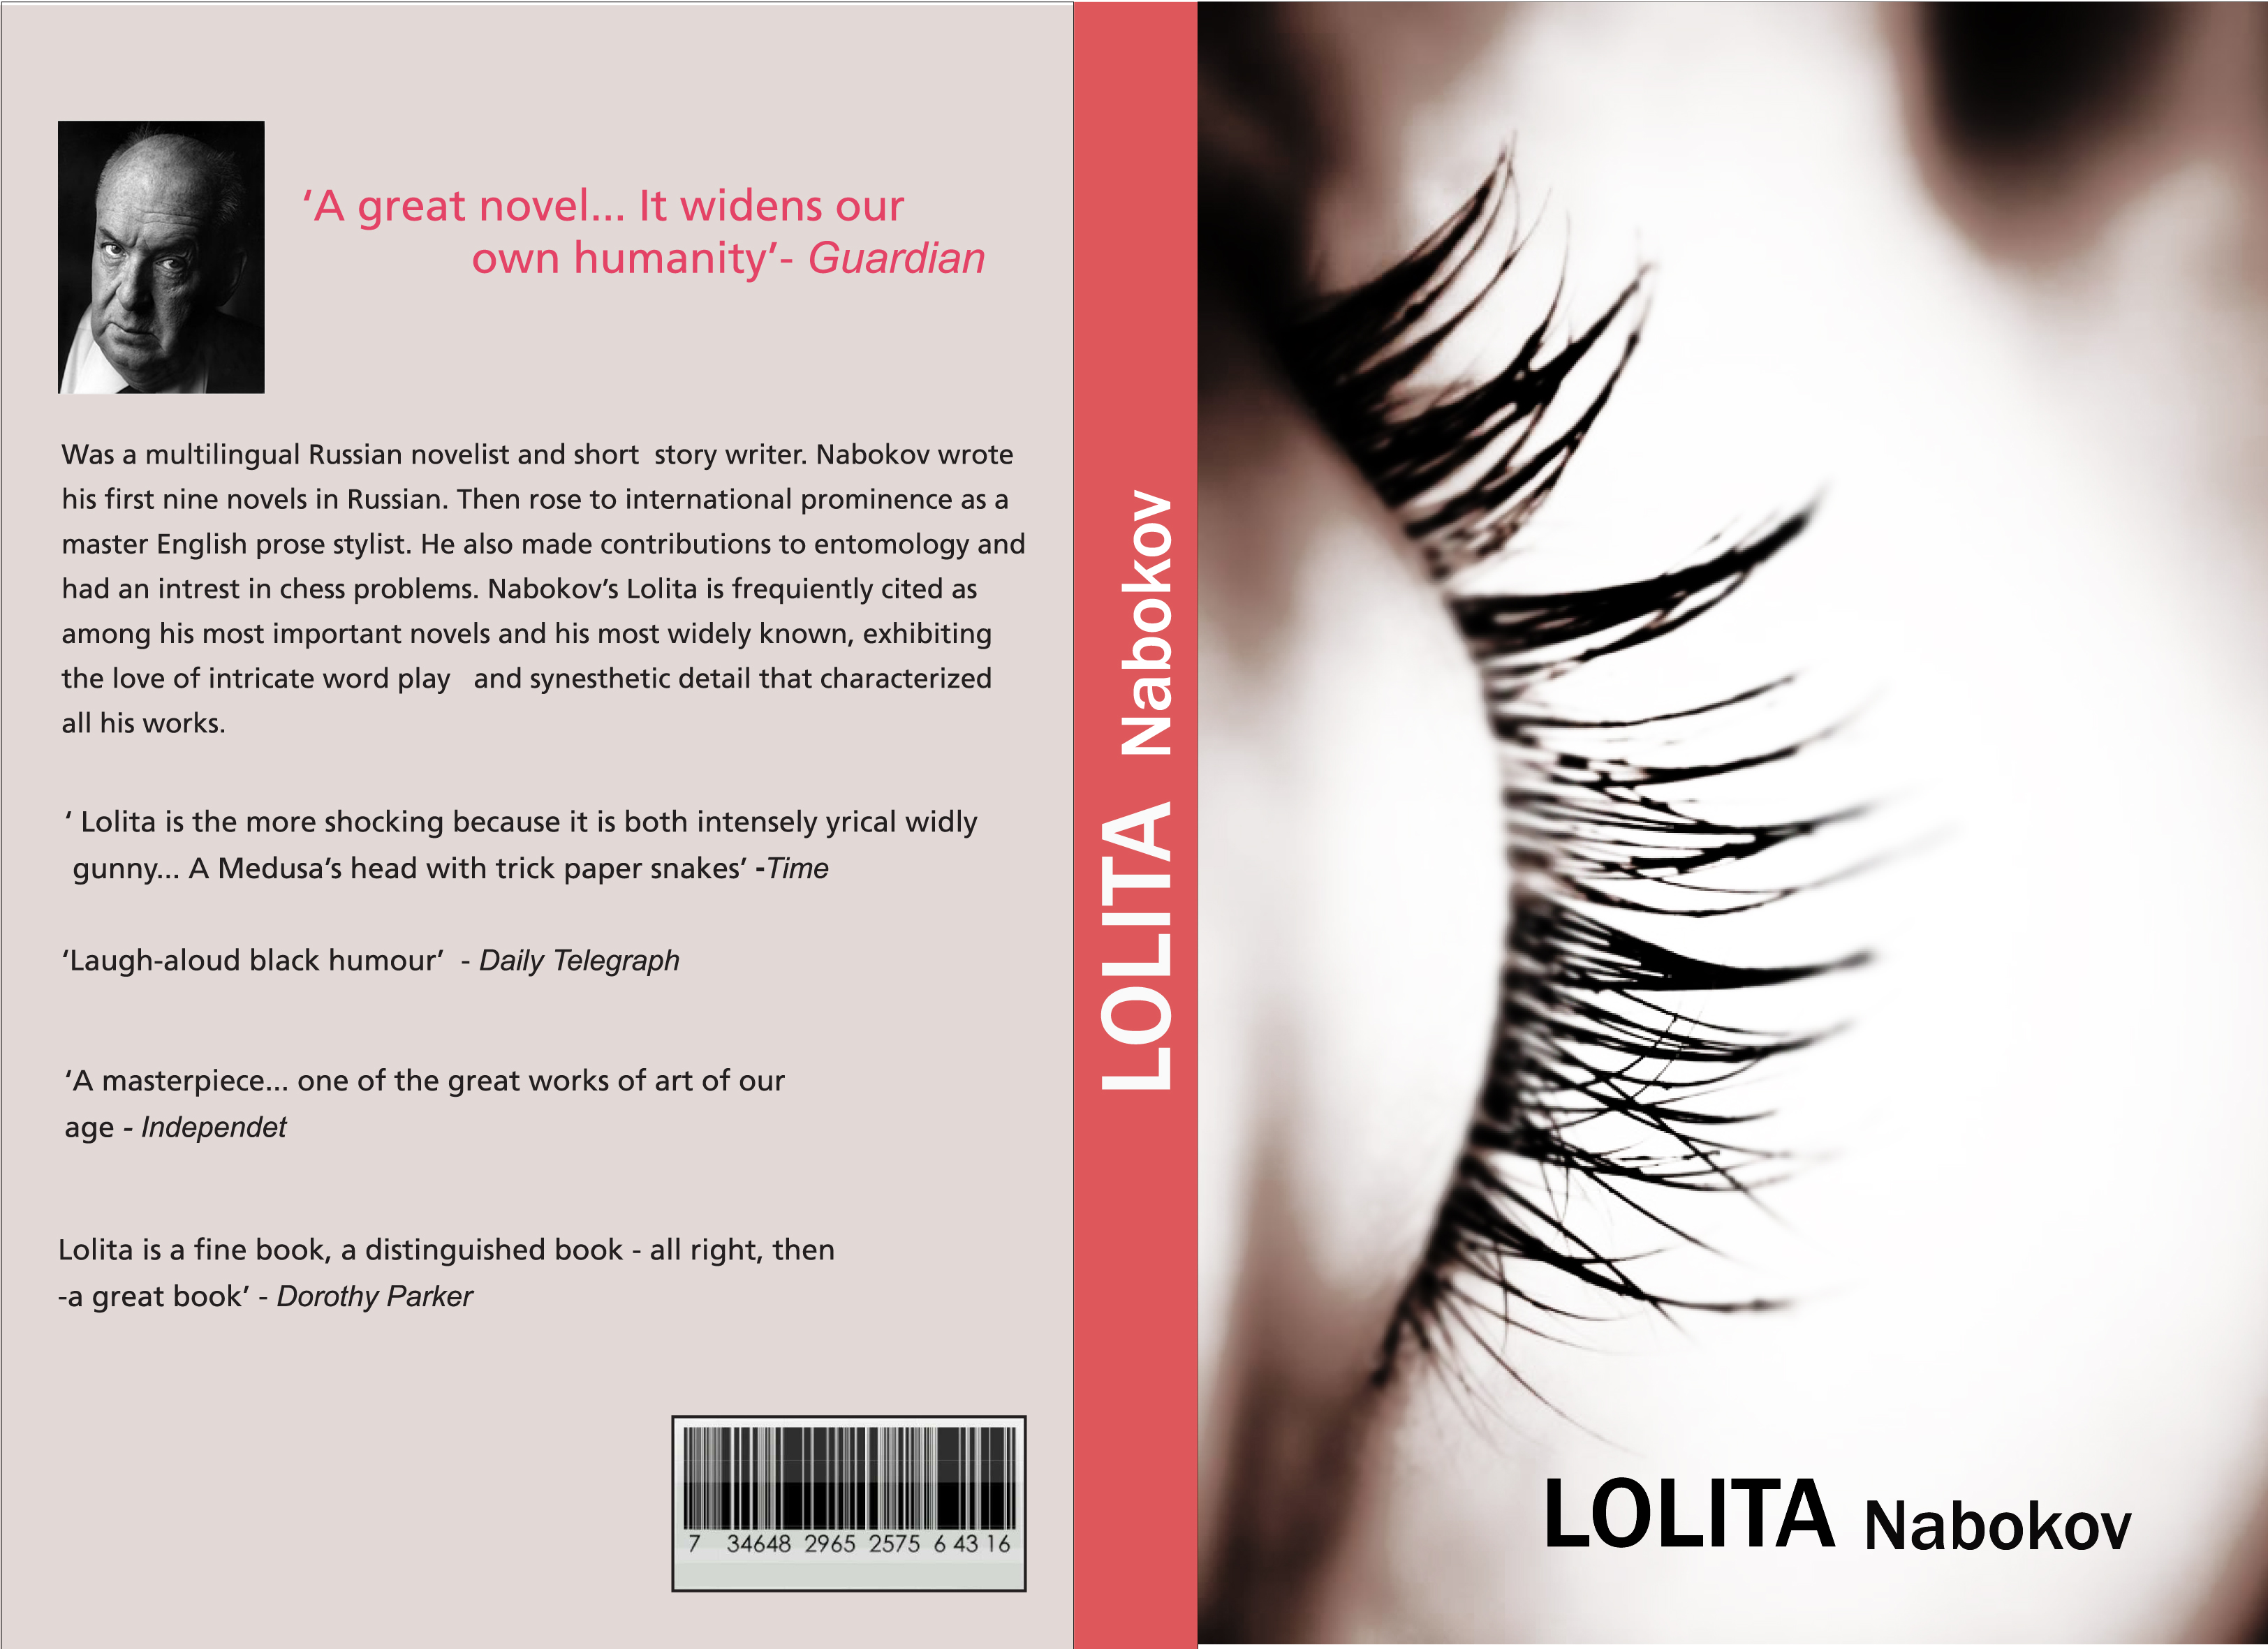 ‘A great novel... It widens our
own humanity’- Guardian
Was a multilingual Russian novelist and short story writer. Nabokov wrote
his first nine novels in Russian. Then rose to international prominence as a
master English prose stylist. He also made contributions to entomology and
had an intrest in chess problems. Nabokov’s Lolita is frequiently cited as
among his most important novels and his most widely known, exhibiting
the love of intricate word play and synesthetic detail that characterized
all his works.
‘ Lolita is the more shocking because it is both intensely yrical widly
gunny... A Medusa’s head with trick paper snakes’ -Time
‘Laugh-aloud black humour’ - Daily Telegraph
‘A masterpiece... one of the great works of art of our
age - Independet
Lolita is a fine book, a distinguished book - all right, then
-a great book’ - Dorothy Parker
7 34648 2965 2575 6 43 16
LOLITA Nabokov
LOLITA Nabokov